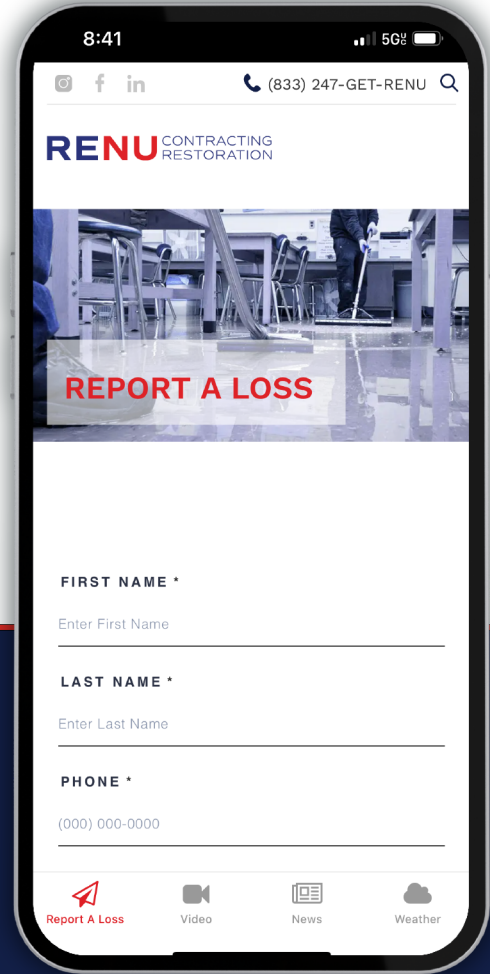 8:41
5GUC
(833) 247-GET-RENU
RENU CONTRACTING
RESTORATION
REPORT A LOSS
FIRST NAME *
Enter First Name
LAST NAME *
Enter Last Name
PHONE *
(000) 000-0000
Report A Loss
Video
News
Weather